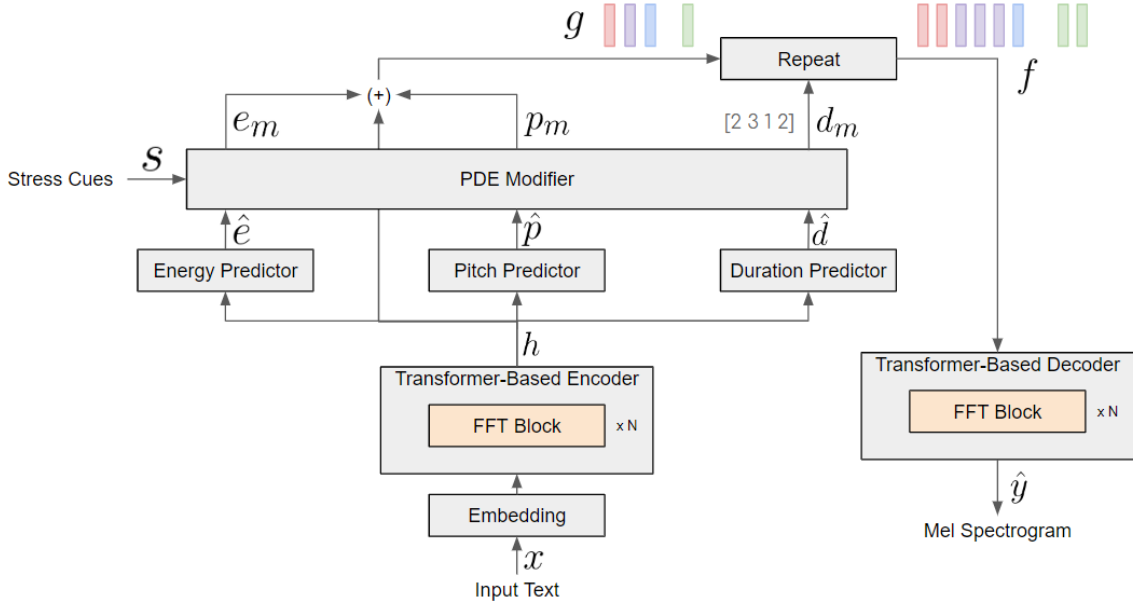 g
f
Repeat
(+)
e_m
p_m
[2 3 1 2] d_m
Stress Cues
s
PDE Modifier
ê
p̂
d̂
Energy Predictor
Pitch Predictor
Duration Predictor
h
Transformer-Based Encoder
FFT Block
x N
Transformer-Based Decoder
FFT Block
x N
Embedding
ŷ
Mel Spectrogram
x
Input Text